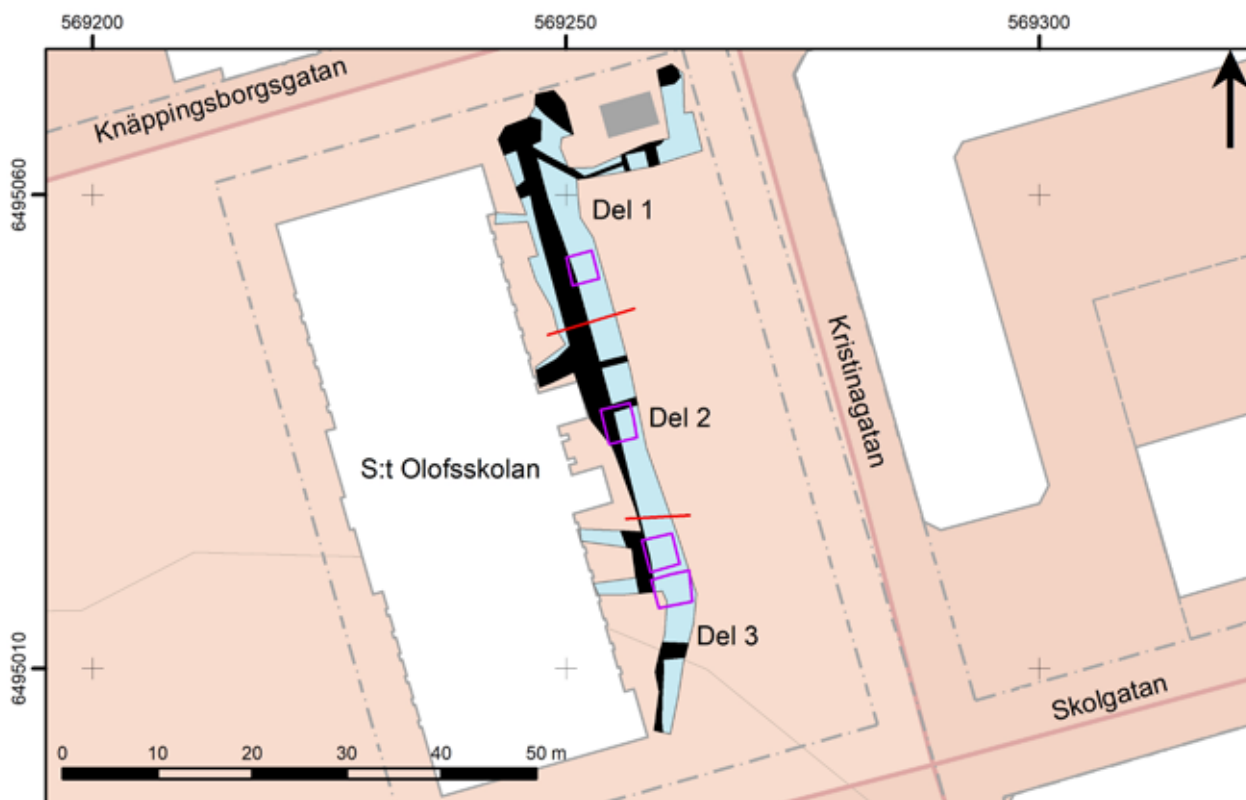 569200
569250
569300
Knäppingsborgsgatan
6495060
Del 1
Kristinagatan
Del 2
S:t Olofsskolan
Del 3
6495010
Skolgatan
0 10 20 30 40 50 m